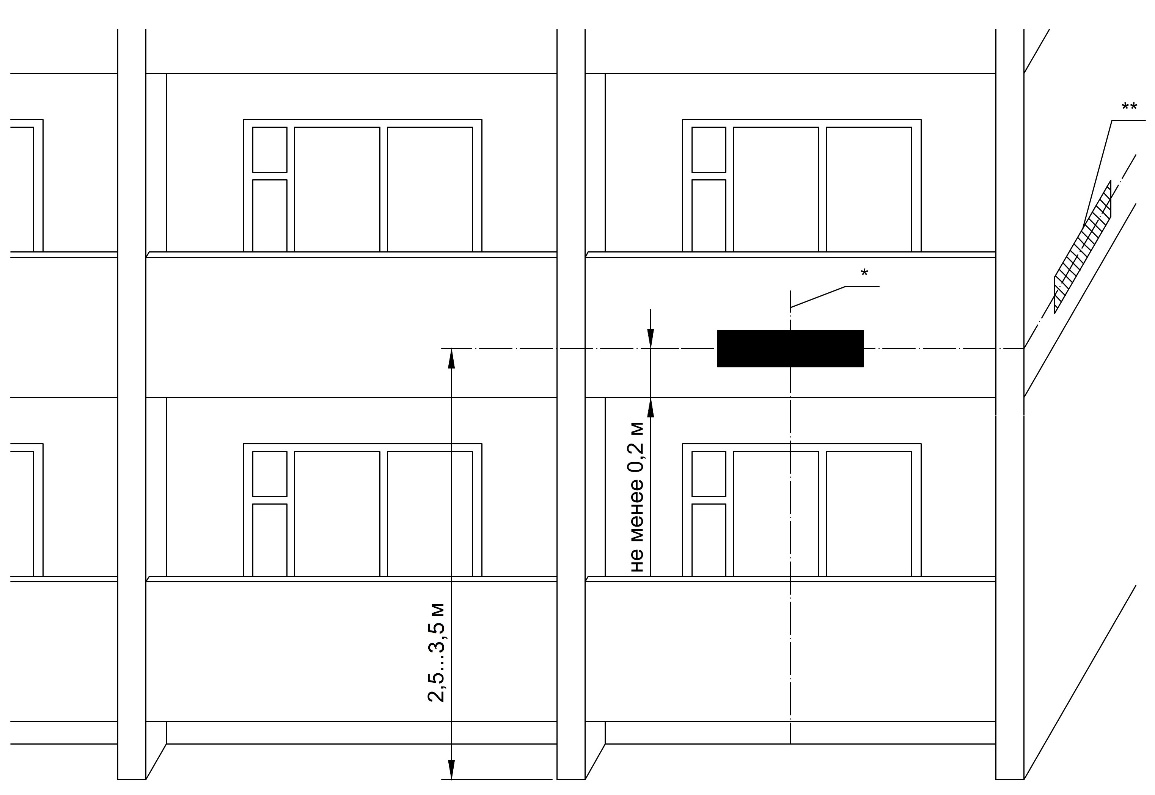 **
*
не менее 0,2 м
2,5...3,5 м